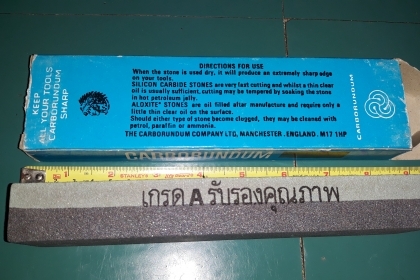 DIRECTIONS FOR USE
When the stone is used dry, it will produce an extremely sharp edge
on your tools.
SILICON CARBIDE STONES are very fast cutting and whilst a thin clear
oil is usually sufficient, cutting may be tempered by soaking the stone
in hot petroleum jelly.
ALOXITE STONES are oil filled after manufacture and require only a
little thin clear oil on the surface.
Should either type of stone become clogged, they may be cleaned with
petrol, paraffin or ammonia.
THE CARBORUNDUM COMPANY LTD. MANCHESTER. ENGLAND. M17 1HP
KEEP
ALL YOUR TOOLS
CARBORUNDUM
SHARP
CARBORUNDUM
CARBORUNDUM
STANLEY
เกรด A รับรองคุณภาพ